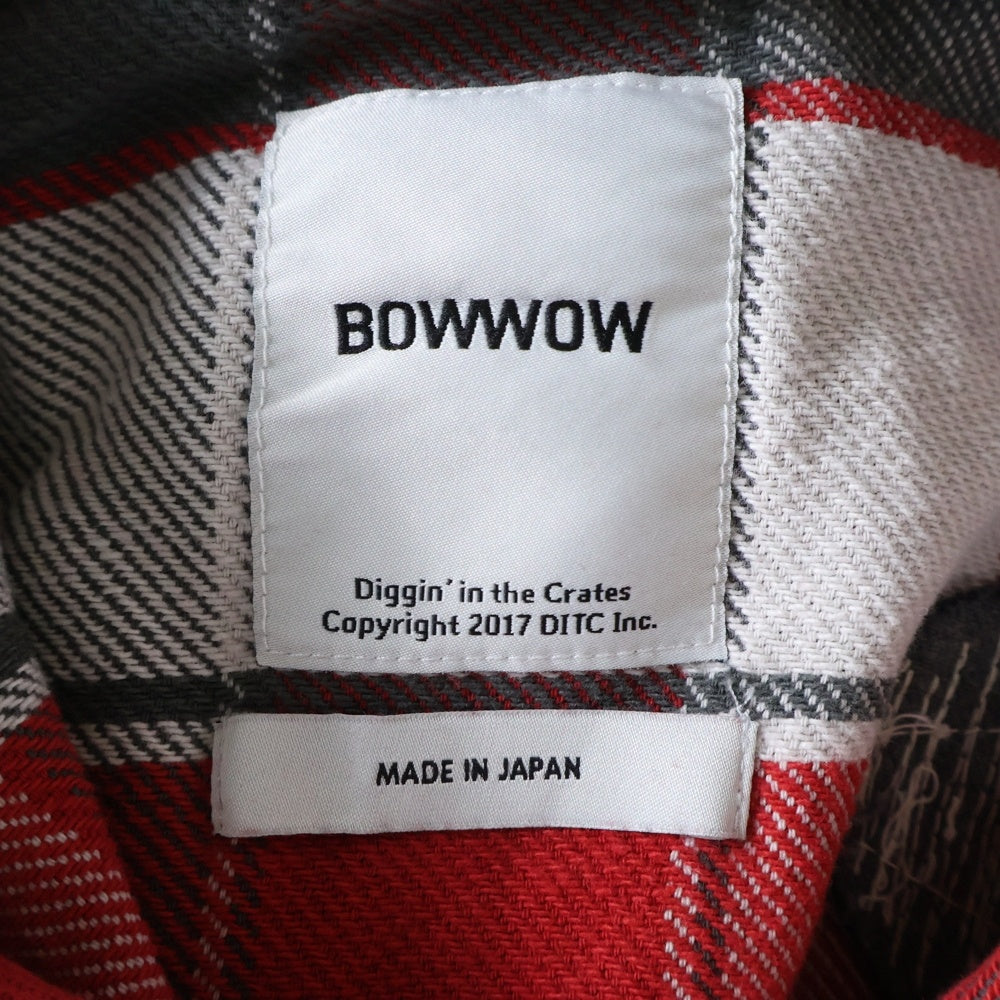 BOWWOW
Diggin' in the Crates
Copyright 2017 DITC Inc.
MADE IN JAPAN